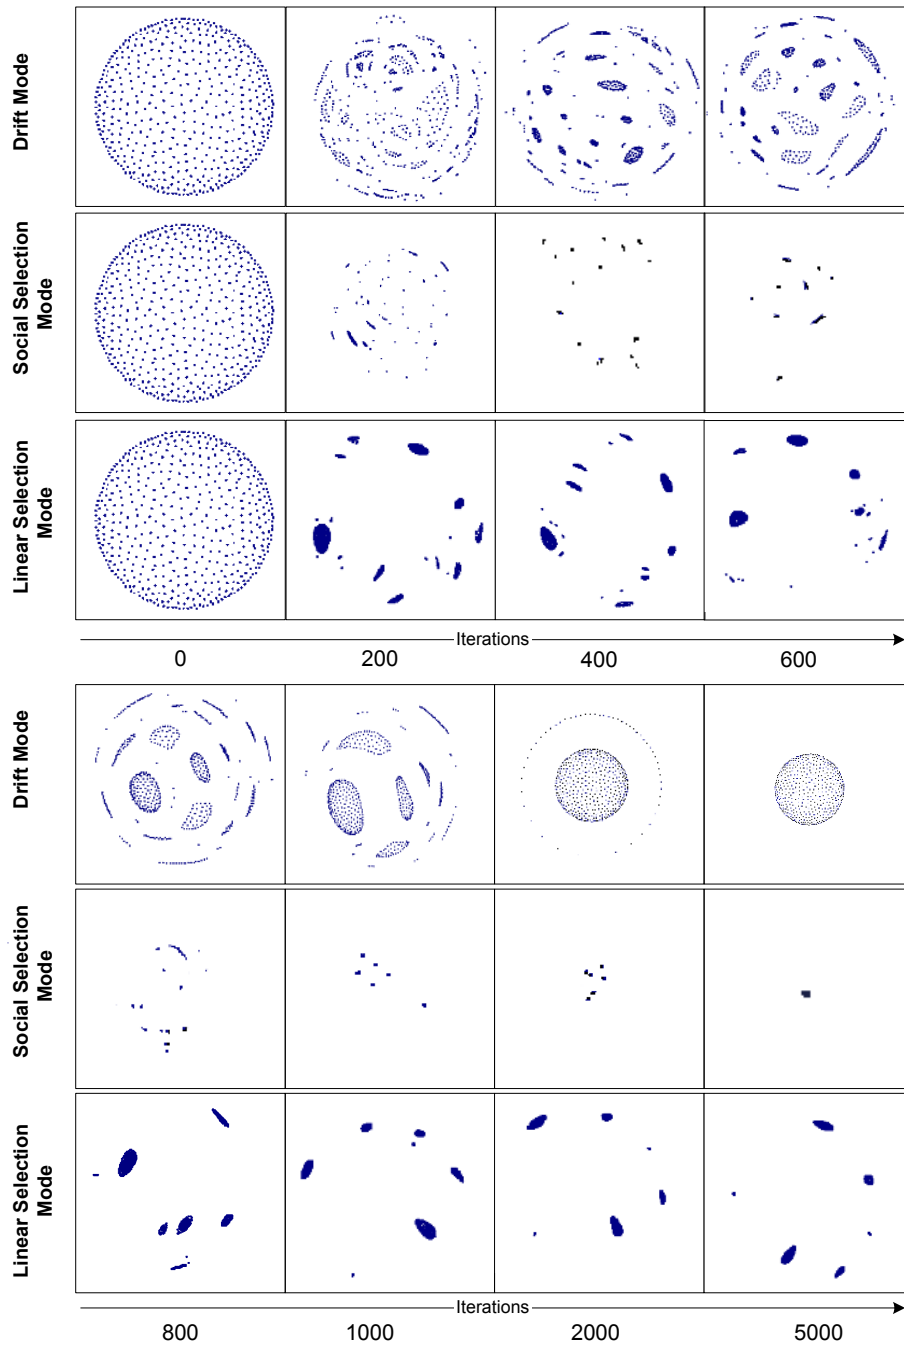 Drift Mode
Social Selection
Mode
Linear Selection
Mode
Iterations
0 200 400 600
Drift Mode
Social Selection
Mode
Linear Selection
Mode
Iterations
800 1000 2000 5000